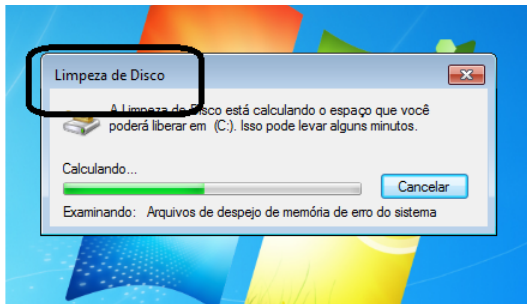 Limpeza de Disco
A Limpeza de Disco está calculando o espaço que você
poderá liberar em (C:). Isso pode levar alguns minutos.
Calculando...
Cancelar
Examinando: Arquivos de despejo de memória de erro do sistema